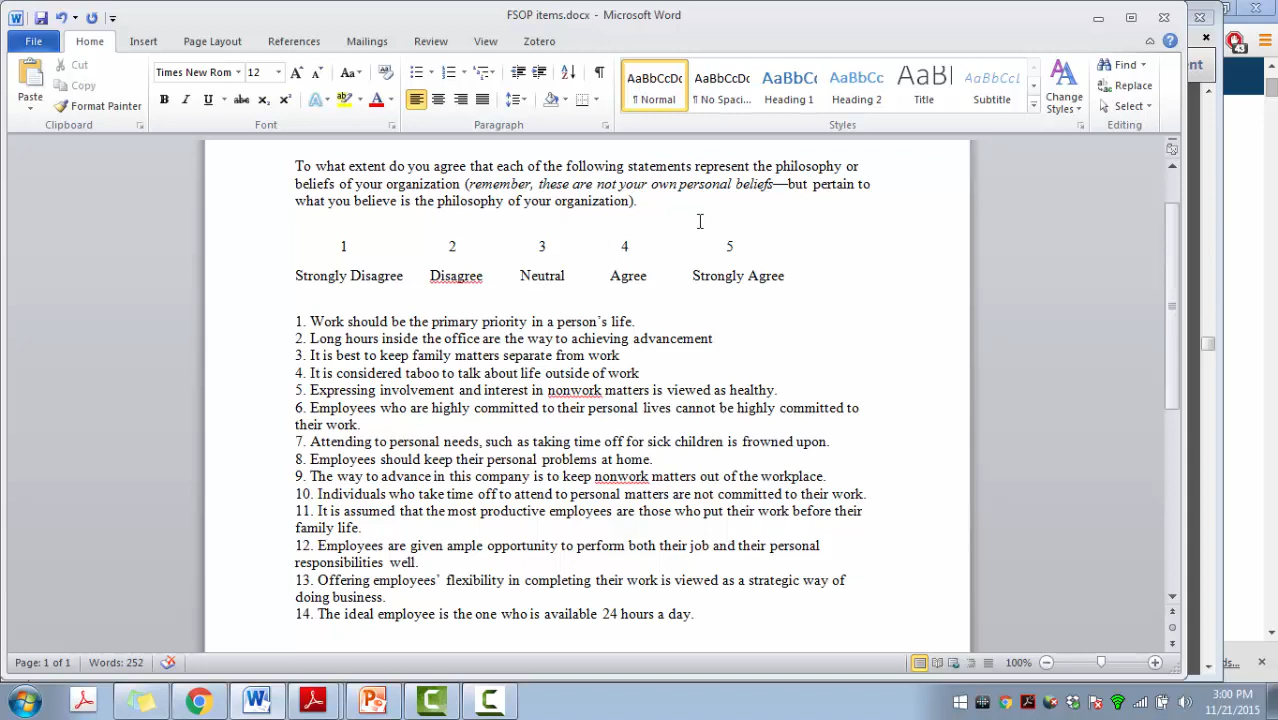 FSOP items.docx - Microsoft Word
File Home Insert Page Layout References Mailings Review View Zotero
Paste
Cut
Copy
Format Painter
Clipboard
Times New Rom 12
Font
Paragraph
AaBbCcDc AaBbCcDc AaBbC AaBbCc AaB AaBbCc.
¶ Normal ¶ No Spaci... Heading 1 Heading 2 Title Subtitle
Change Styles
Styles
Find
Replace
Select
Editing
ent
43
To what extent do you agree that each of the following statements represent the philosophy or
beliefs of your organization (remember, these are not your own personal beliefs—but pertain to
what you believe is the philosophy of your organization).
1 2 3 4 5
Strongly Disagree Disagree Neutral Agree Strongly Agree
1. Work should be the primary priority in a person’s life.
2. Long hours inside the office are the way to achieving advancement
3. It is best to keep family matters separate from work
4. It is considered taboo to talk about life outside of work
5. Expressing involvement and interest in nonwork matters is viewed as healthy.
6. Employees who are highly committed to their personal lives cannot be highly committed to
their work.
7. Attending to personal needs, such as taking time off for sick children is frowned upon.
8. Employees should keep their personal problems at home.
9. The way to advance in this company is to keep nonwork matters out of the workplace.
10. Individuals who take time off to attend to personal matters are not committed to their work.
11. It is assumed that the most productive employees are those who put their work before their
family life.
12. Employees are given ample opportunity to perform both their job and their personal
responsibilities well.
13. Offering employees’ flexibility in completing their work is viewed as a strategic way of
doing business.
14. The ideal employee is the one who is available 24 hours a day.
Page: 1 of 1 Words: 252
100%
ds...
3:00 PM
11/21/2015